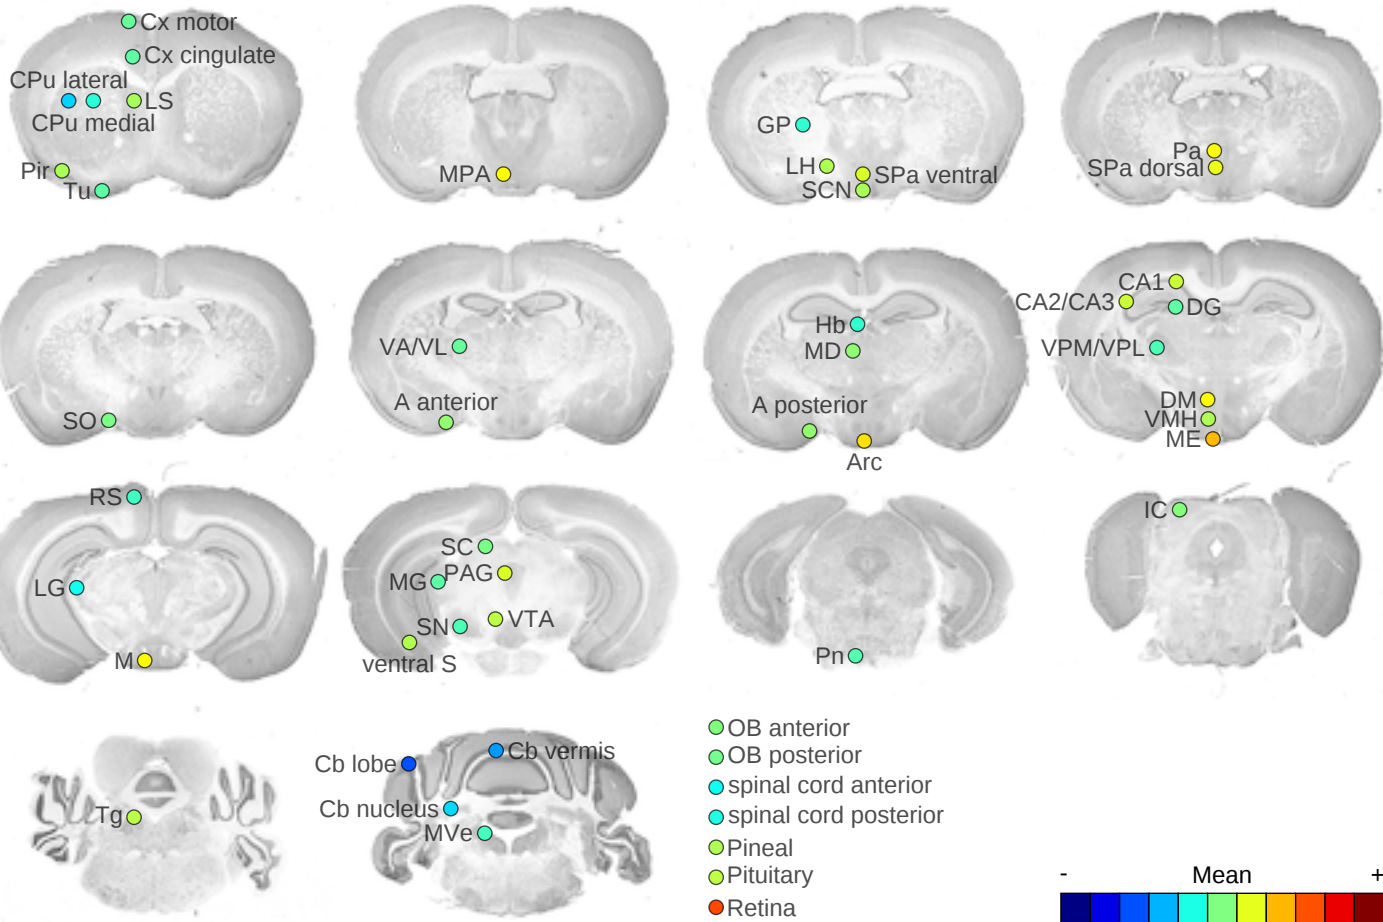 Cx motor
Cx cingulate
CPu lateral
LS
CPu medial
Pir
Tu
MPA
GP
LH
SPa ventral
SCN
Pa
SPa dorsal
SO
VA/VL
A anterior
Hb
MD
A posterior
Arc
CA1
CA2/CA3
DG
VPM/VPL
DM
VMH
ME
RS
LG
M
SC
MG
PAG
SN
VTA
ventral S
Pn
IC
Tg
Cb lobe
Cb vermis
Cb nucleus
MVe
OB anterior
OB posterior
spinal cord anterior
spinal cord posterior
Pineal
Pituitary
Retina
- Mean +